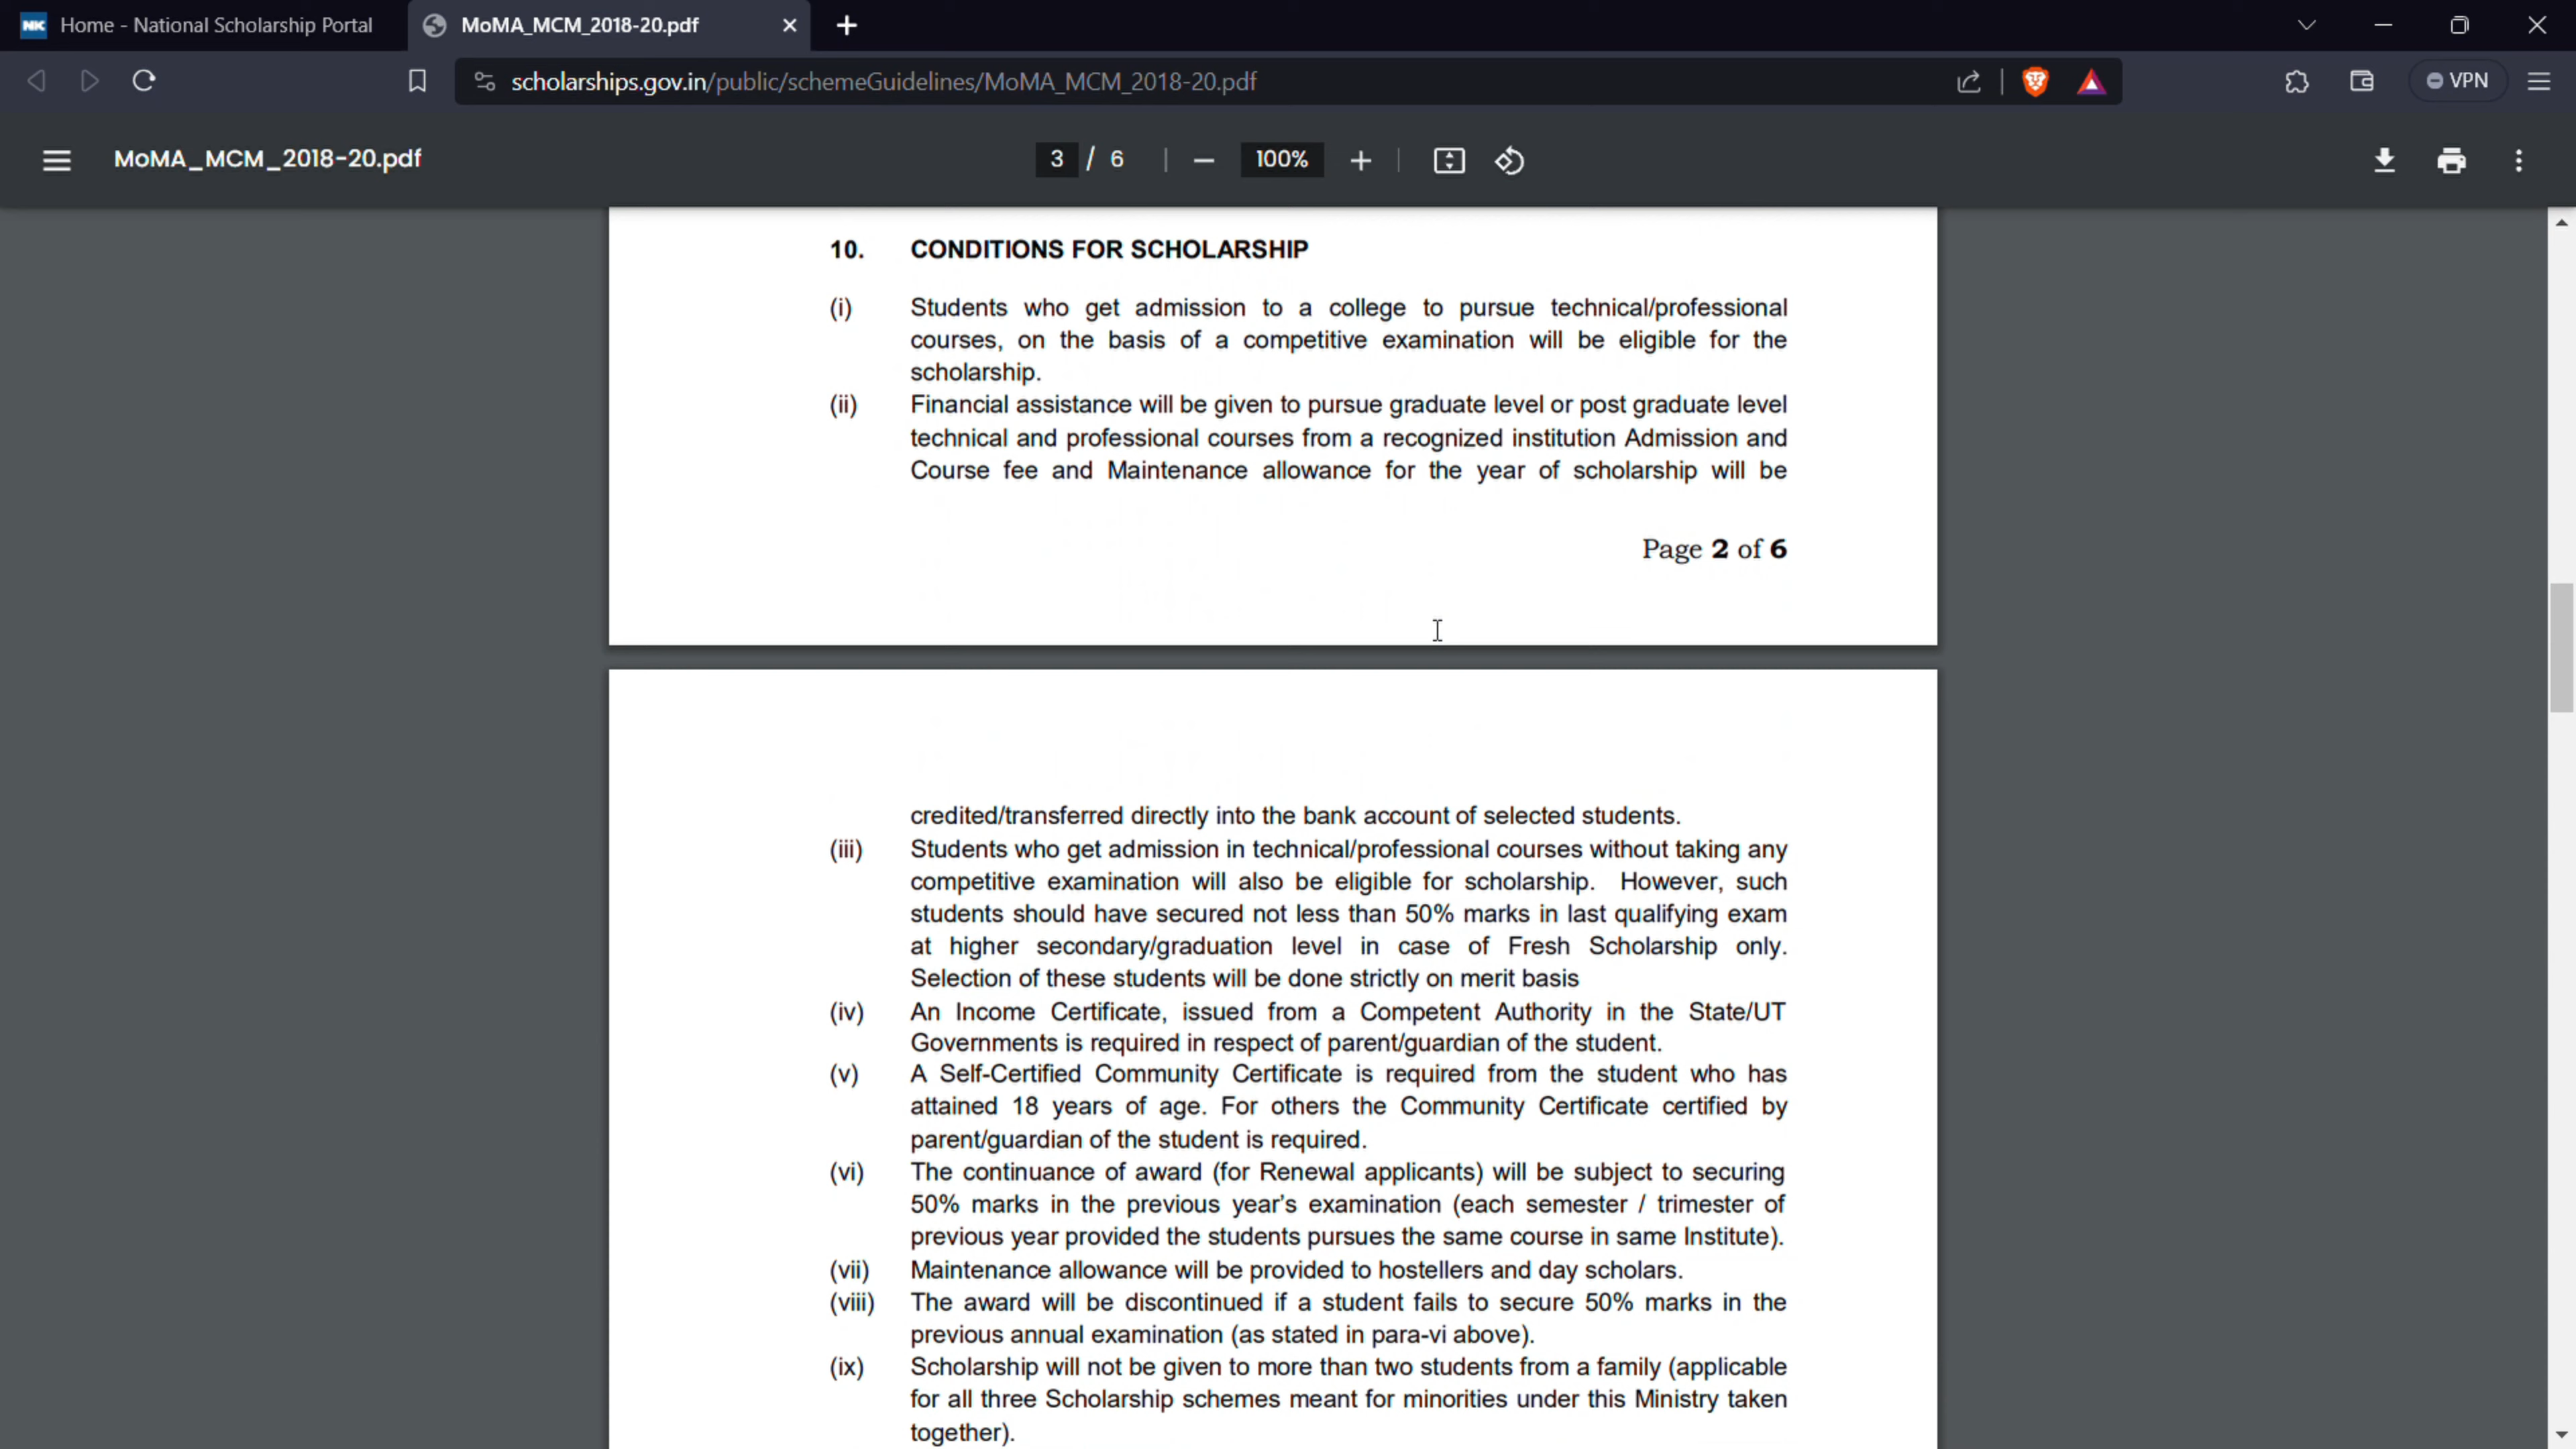 Home - National Scholarship Portal
MoMA_MCM_2018-20.pdf
scholarships.gov.in/public/schemeGuidelines/MoMA_MCM_2018-20.pdf
VPN
MoMA_MCM_2018-20.pdf
3 / 6
100%
10. CONDITIONS FOR SCHOLARSHIP
(i) Students who get admission to a college to pursue technical/professional
courses, on the basis of a competitive examination will be eligible for the
scholarship.
(ii) Financial assistance will be given to pursue graduate level or post graduate level
technical and professional courses from a recognized institution Admission and
Course fee and Maintenance allowance for the year of scholarship will be
Page 2 of 6
credited/transferred directly into the bank account of selected students.
(iii) Students who get admission in technical/professional courses without taking any
competitive examination will also be eligible for scholarship. However, such
students should have secured not less than 50% marks in last qualifying exam
at higher secondary/graduation level in case of Fresh Scholarship only.
Selection of these students will be done strictly on merit basis
(iv) An Income Certificate, issued from a Competent Authority in the State/UT
Governments is required in respect of parent/guardian of the student.
(v) A Self-Certified Community Certificate is required from the student who has
attained 18 years of age. For others the Community Certificate certified by
parent/guardian of the student is required.
(vi) The continuance of award (for Renewal applicants) will be subject to securing
50% marks in the previous year's examination (each semester / trimester of
previous year provided the students pursues the same course in same Institute).
(vii) Maintenance allowance will be provided to hostellers and day scholars.
(viii) The award will be discontinued if a student fails to secure 50% marks in the
previous annual examination (as stated in para-vi above).
(ix) Scholarship will not be given to more than two students from a family (applicable
for all three Scholarship schemes meant for minorities under this Ministry taken
together).